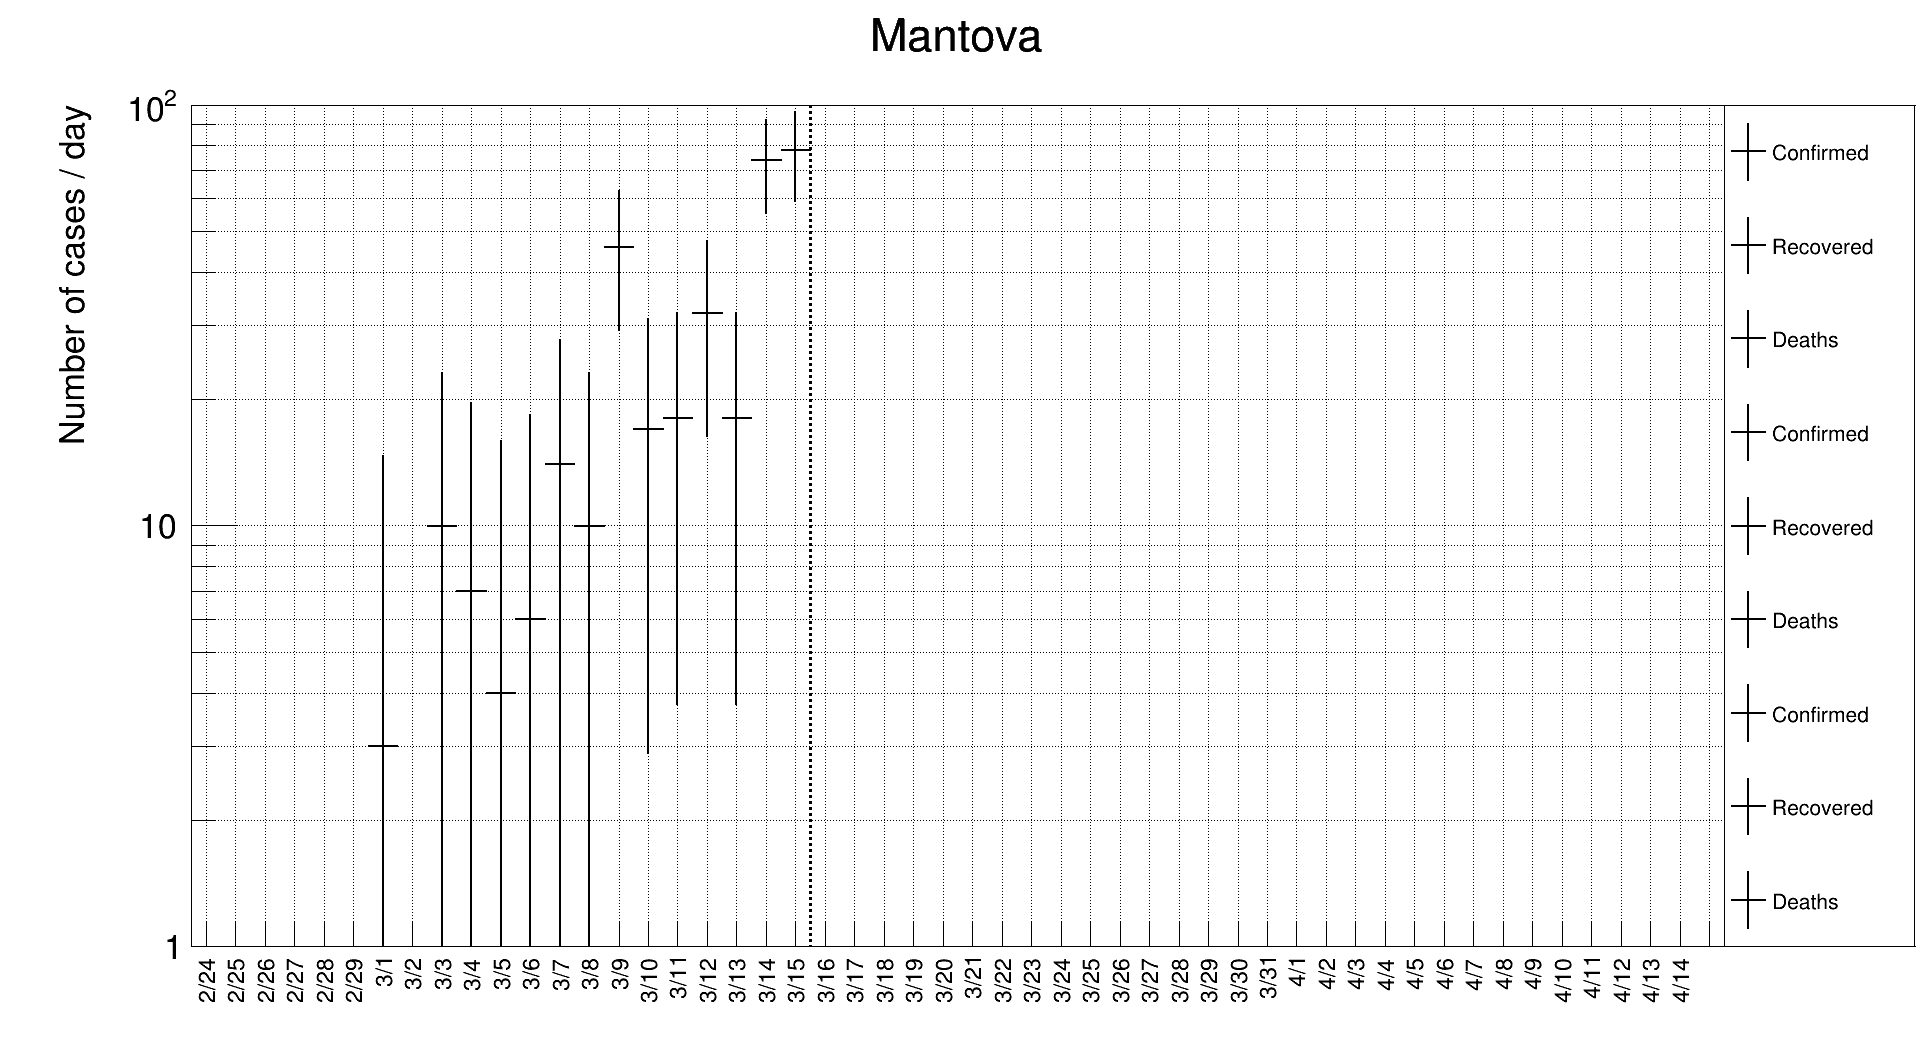 Mantova
Number of cases / day
10²
10
1
2/24 2/25 2/26 2/27 2/28 2/29 3/1 3/2 3/3 3/4 3/5 3/6 3/7 3/8 3/9 3/10 3/11 3/12 3/13 3/14 3/15 3/16 3/17 3/18 3/19 3/20 3/21 3/22 3/23 3/24 3/25 3/26 3/27 3/28 3/29 3/30 3/31 4/1 4/2 4/3 4/4 4/5 4/6 4/7 4/8 4/9 4/10 4/11 4/12 4/13 4/14
Confirmed
Recovered
Deaths
Confirmed
Recovered
Deaths
Confirmed
Recovered
Deaths